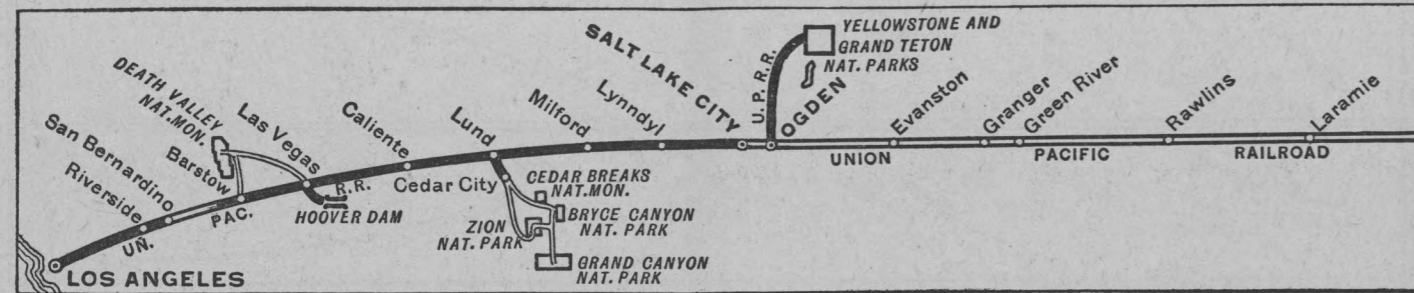 YELLOWSTONE AND
GRAND TETON
NAT. PARKS
U.P.R.R.
SALT LAKE CITY
OGDEN
DEATH VALLEY
NAT.MON.
LOS ANGELES
Riverside
San Bernardino
Barstow
Las Vegas
Caliente
Lund
Milford
Lynndyl
Evanston
Granger
Green River
Rawlins
Laramie
UN.
PAC.
R.R.
HOOVER DAM
Cedar City
CEDAR BREAKS
NAT.MON.
BRYCE CANYON
NAT. PARK
ZION
NAT. PARK
GRAND CANYON
NAT. PARK
UNION
PACIFIC
RAILROAD